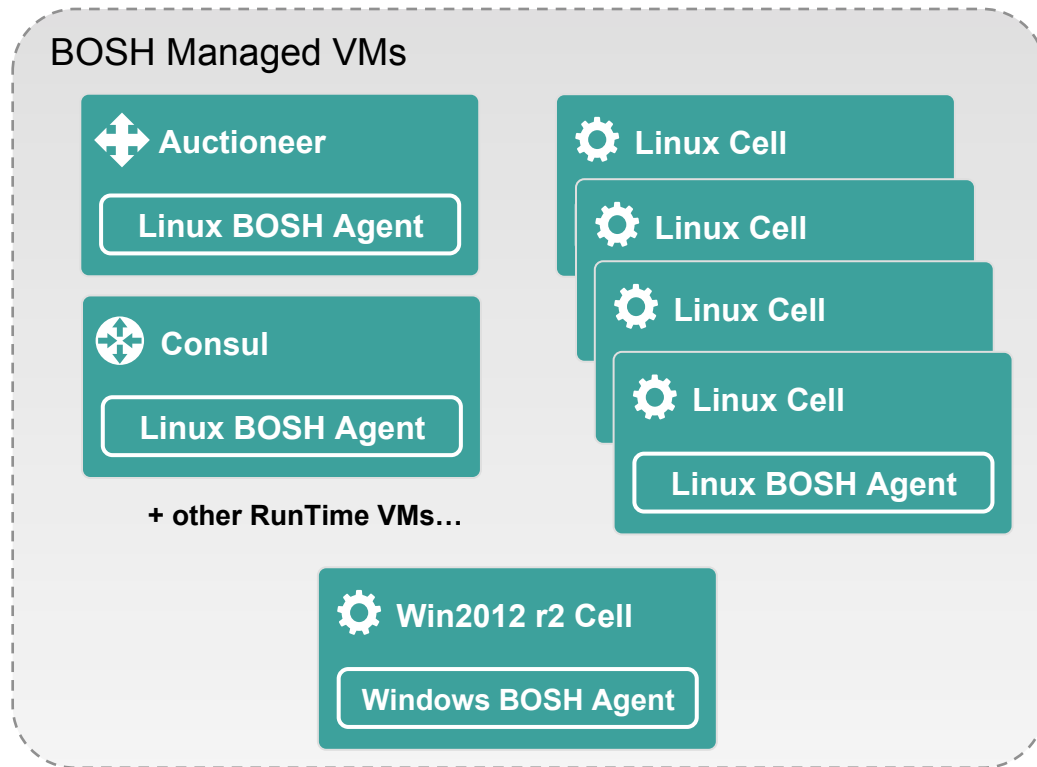 BOSH Managed VMs
Auctioneer
Linux BOSH Agent
Consul
Linux BOSH Agent
+ other RunTime VMs…
Linux Cell
Linux Cell
Linux Cell
Linux Cell
Linux BOSH Agent
Win2012 r2 Cell
Windows BOSH Agent